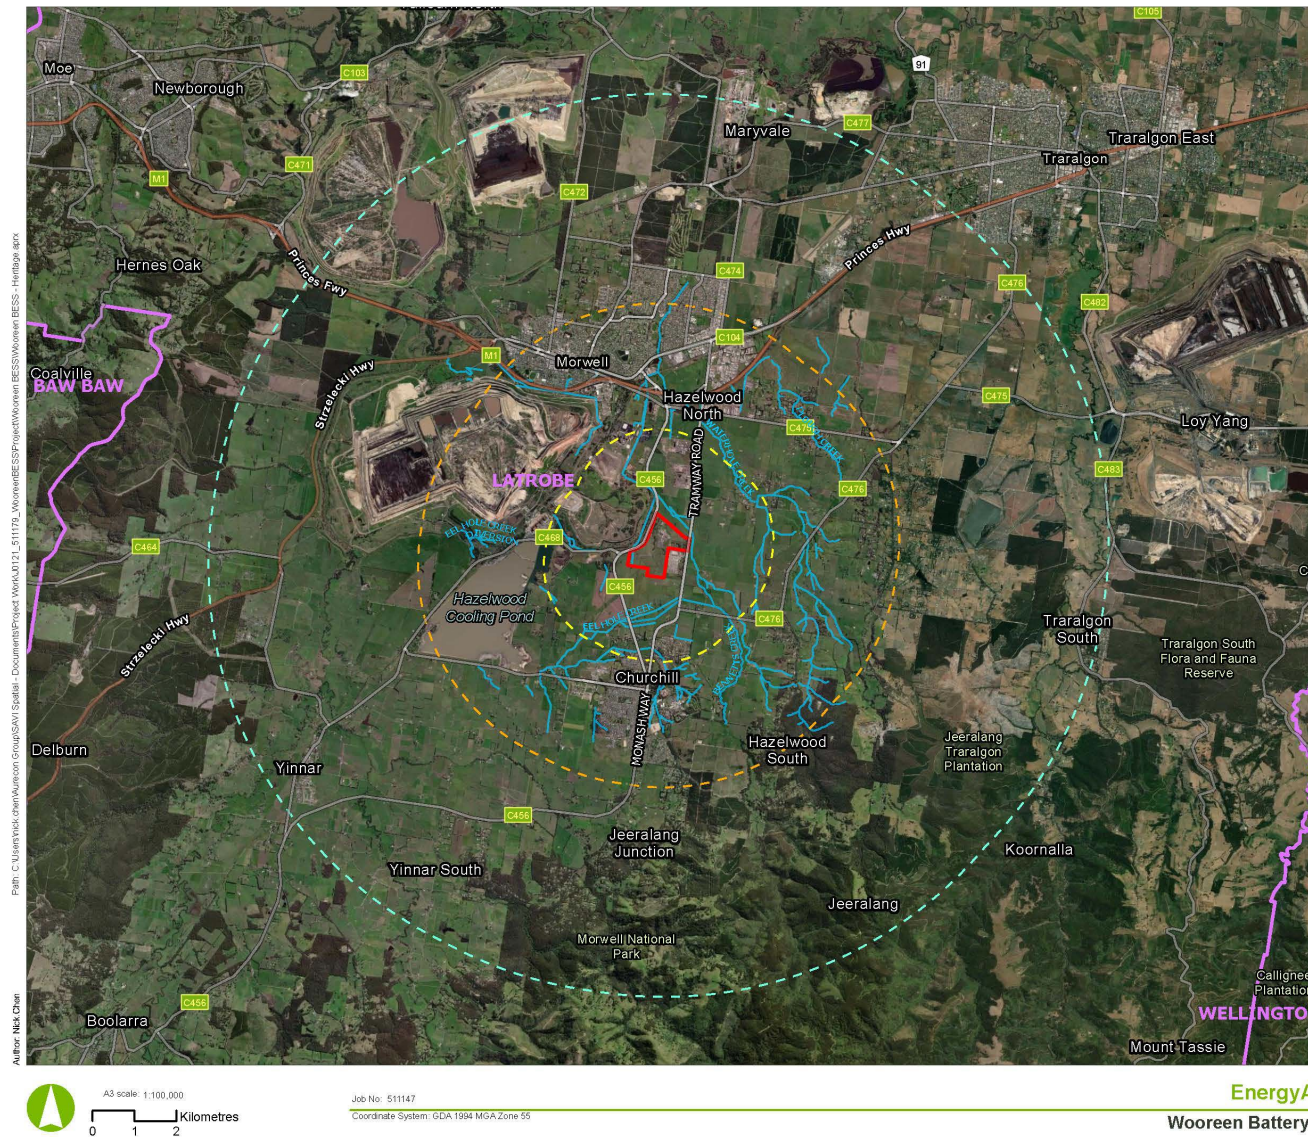 C105
91
Moe
C103
Newborough
C477
Maryvale
Traralgon East
Traralgon
C471
M1
C472
Princes Hwy
Hernes Oak
Princes Fwy
C474
C476
C482
C104
M1
Morwell
Coalville
BAW BAW
Strzelecki Hwy
Hazelwood
North
C475
C475
Loy Yang
C483
LATROBE
C456
TRAMWAY ROAD
C476
EEL HOLE CREEK
DIVERSION
C468
C464
C456
Hazelwood
Cooling Pond
EEL HOLE CREEK
C476
Strzelecki Hwy
Traralgon
South
Traralgon South
Flora and Fauna
Reserve
Churchill
MONASH WAY
Hazelwood
South
Jeeralang
Traralgon
Plantation
Delburn
Yinnar
C456
Jeeralang
Junction
Koornalla
Yinnar South
Jeeralang
Morwell National
Park
C456
Boolarra
Callignee
Plantation
WELLINGTO
Mount Tassie
Author: Nick Chen
A3 scale: 1:100,000
Kilometres
0 1 2
Job No: 511147
Coordinate System: GDA 1994 MGA Zone 55
EnergyA
Wooreen Battery